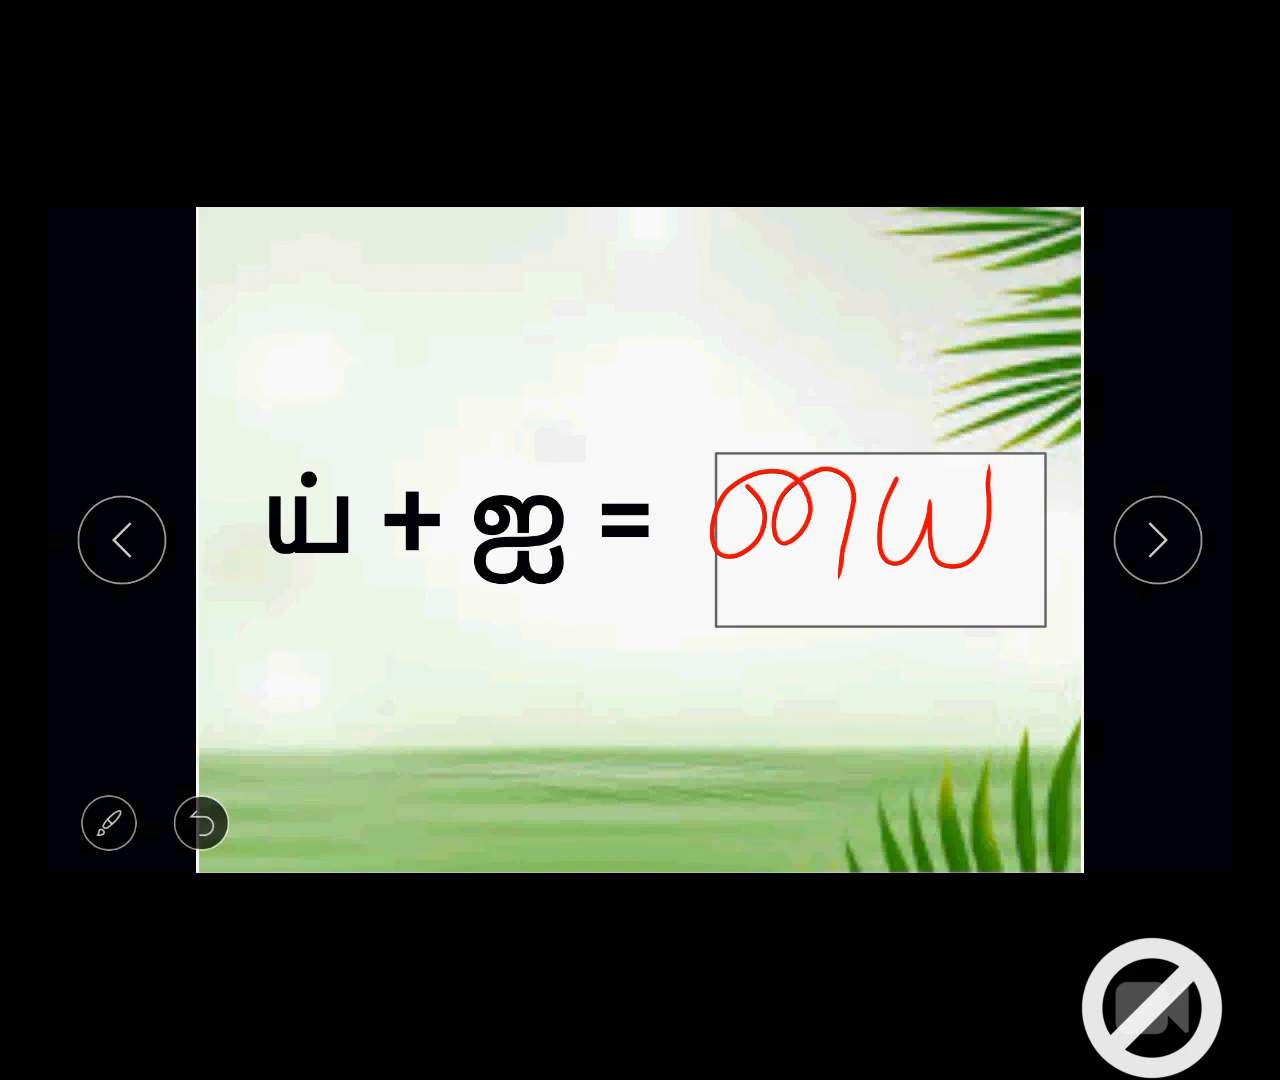 ய் + ஐ = யை